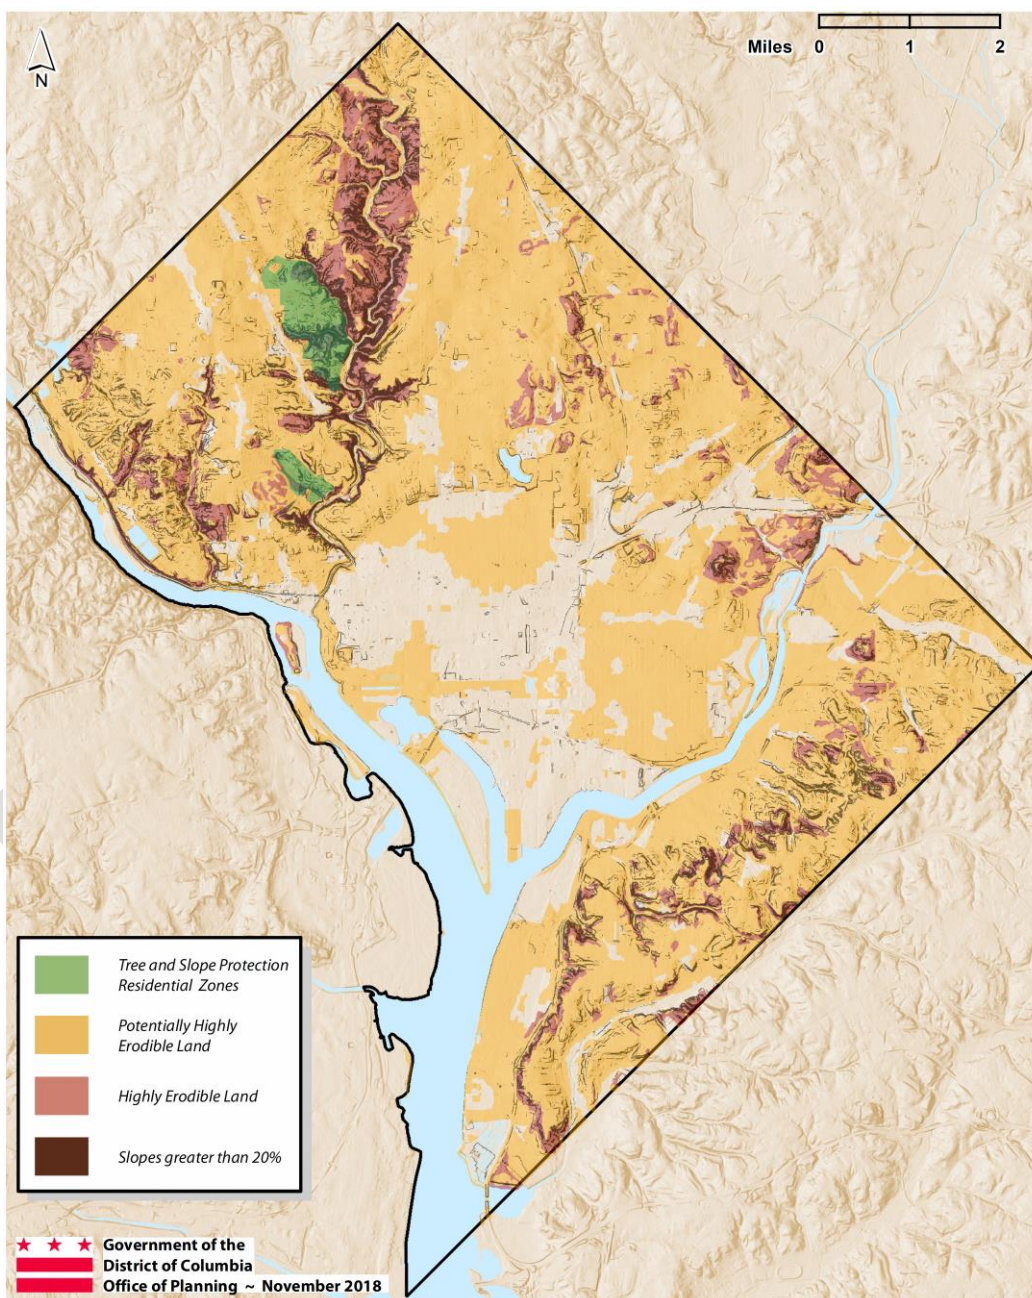 N
Miles 0 1 2
Tree and Slope Protection
Residential Zones
Potentially Highly
Erodible Land
Highly Erodible Land
Slopes greater than 20%
Government of the
District of Columbia
Office of Planning ~ November 2018